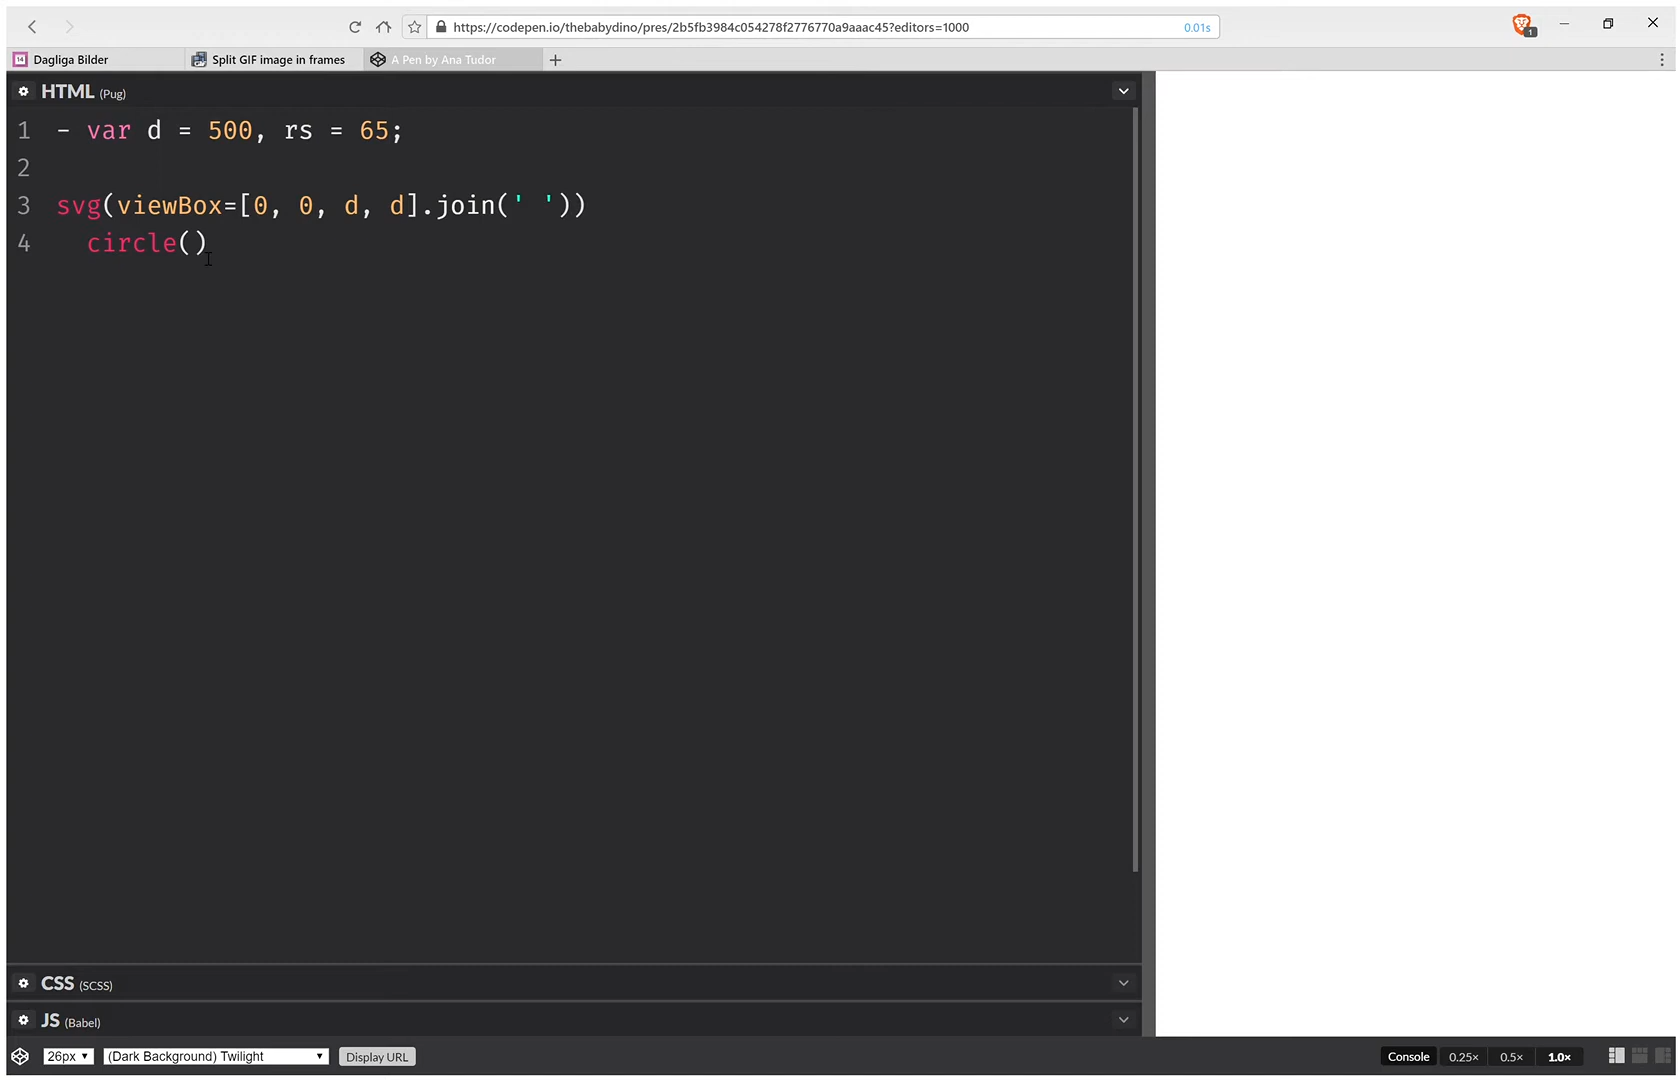 https://codepen.io/thebabydino/pres/2b5fb3984c054278f2776770a9aaac45?editors=1000 0.01s
1
14 Dagliga Bilder Split GIF image in frames A Pen by Ana Tudor
HTML (Pug)
1 - var d = 500, rs = 65;
2
3 svg(viewBox=[0, 0, d, d].join(' '))
4 circle()
CSS (SCSS)
JS (Babel)
26px (Dark Background) Twilight Display URL Console 0.25× 0.5× 1.0×